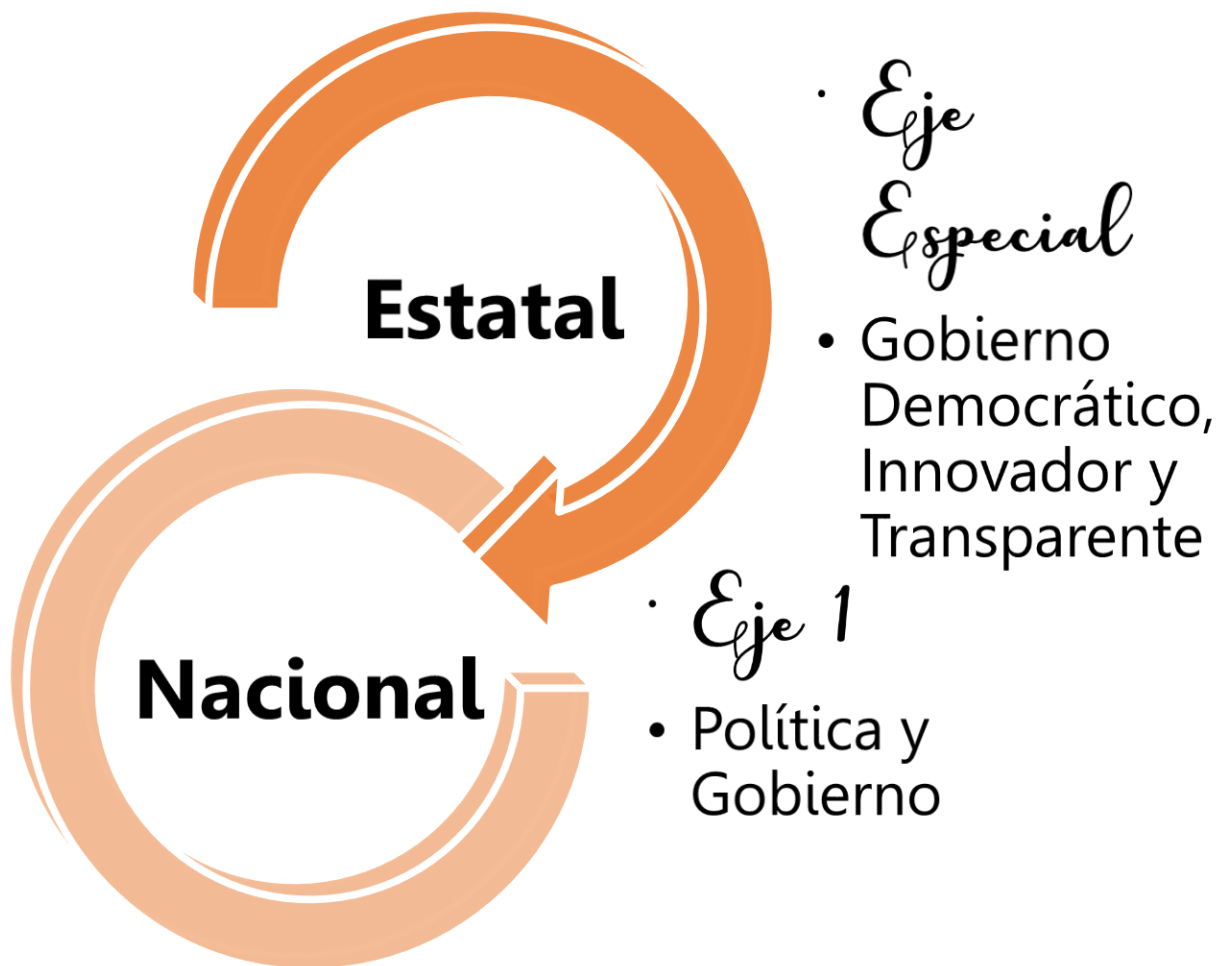 Estatal
• Eje
Especial
• Gobierno
Democrático,
Innovador y
Transparente
Nacional
• Eje 1
• Política y
Gobierno